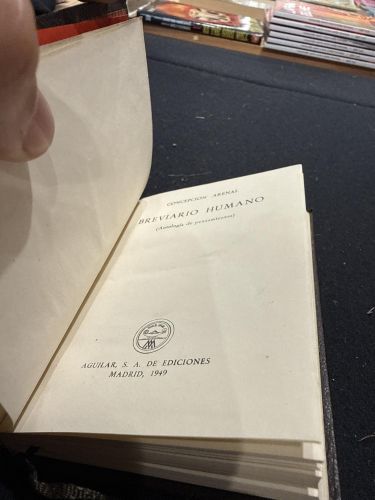 CONCEPCIÓN ARENAL
BREVIARIO HUMANO
(Antología de pensamientos)
AGUILAR, S. A. DE EDICIONES
MADRID, 1949